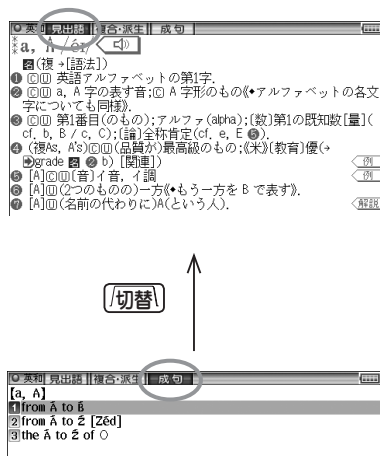 英和 見出語 複合・派生 成句
*a, A /éɪ/
名(複→[語法])
❶ ⒸⓊ 英語アルファベットの第1字.
❷ ⒸⓊ a, A 字の表す音;Ⓒ A 字形のもの(◆アルファベットの各文
字についても同様).
❸ ⒸⓊ 第1番目(のもの);アルファ(alpha);[数]第1の既知数[量](
cf. b, B / c, C);[論]全称肯定(cf. e, E ❺).
❹ (複As, A's)ⒸⓊ(品質が)最高級のもの;《米》[教育]優(→
grade 名 ❷ b) [関連])
例
❺ [A]ⒸⓊ[音]イ音,イ調
例
❻ [A]Ⓤ(2つのものの)一方(◆もう一方を B で表す).
❼ [A]Ⓤ(名前の代わりに)A(という人).
解説
切替
英和 見出語 複合・派生 成句
【a, A】
1 from Á to B́
2 from Á to Ź [Zéd]
3 the Á to Ź of ○